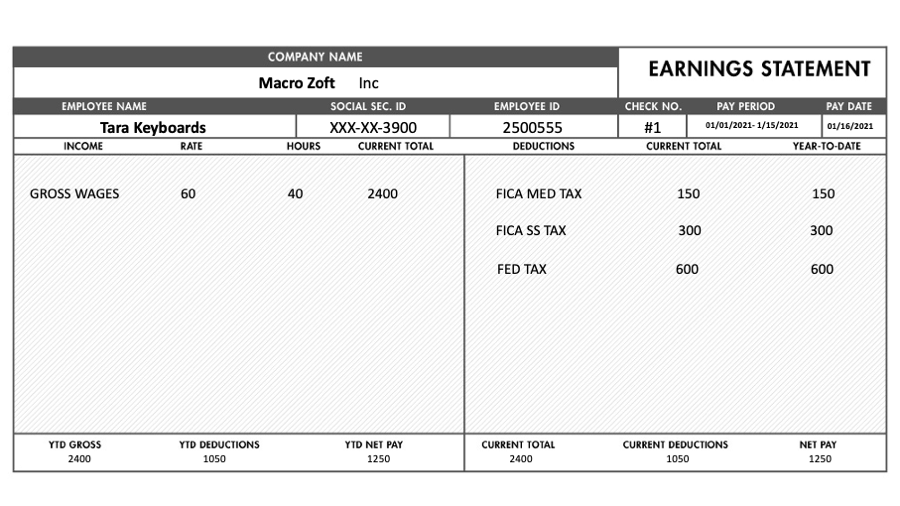 COMPANY NAME
EARNINGS STATEMENT
Macro Zoft Inc
EMPLOYEE NAME SOCIAL SEC. ID EMPLOYEE ID CHECK NO. PAY PERIOD PAY DATE
Tara Keyboards XXX-XX-3900 2500555 #1 01/01/2021- 1/15/2021 01/16/2021
INCOME RATE HOURS CURRENT TOTAL DEDUCTIONS CURRENT TOTAL YEAR-TO-DATE
GROSS WAGES 60 40 2400 FICA MED TAX 150 150
FICA SS TAX 300 300
FED TAX 600 600
YTD GROSS YTD DEDUCTIONS YTD NET PAY CURRENT TOTAL CURRENT DEDUCTIONS NET PAY
2400 1050 1250 2400 1050 1250